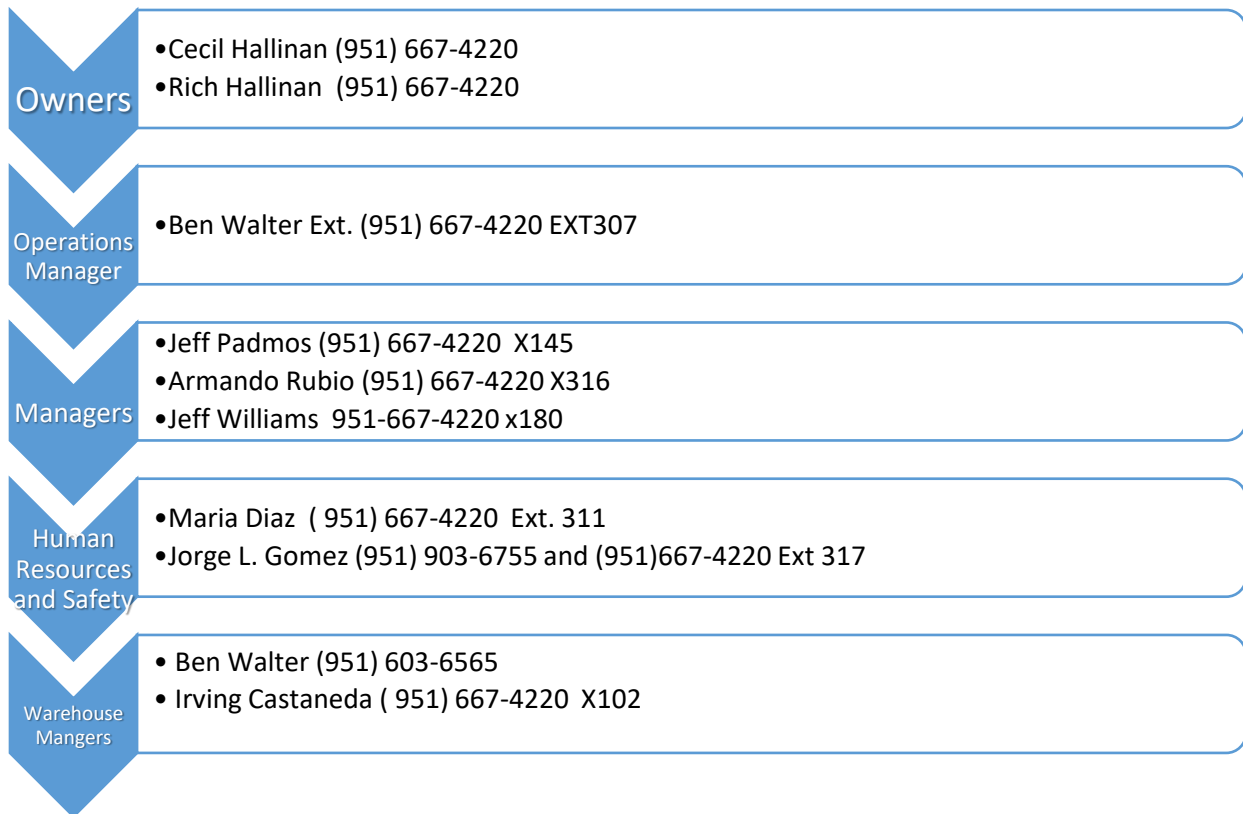 Owners
•Cecil Hallinan (951) 667-4220
•Rich Hallinan  (951) 667-4220
Operations
Manager
•Ben Walter Ext. (951) 667-4220 EXT307
Managers
•Jeff Padmos (951) 667-4220  X145
•Armando Rubio (951) 667-4220 X316
•Jeff Williams  951-667-4220 x180
Human
Resources
and Safety
•Maria Diaz  ( 951) 667-4220  Ext. 311
•Jorge L. Gomez (951) 903-6755 and (951)667-4220 Ext 317
Warehouse
Mangers
• Ben Walter (951) 603-6565
• Irving Castaneda ( 951) 667-4220  X102